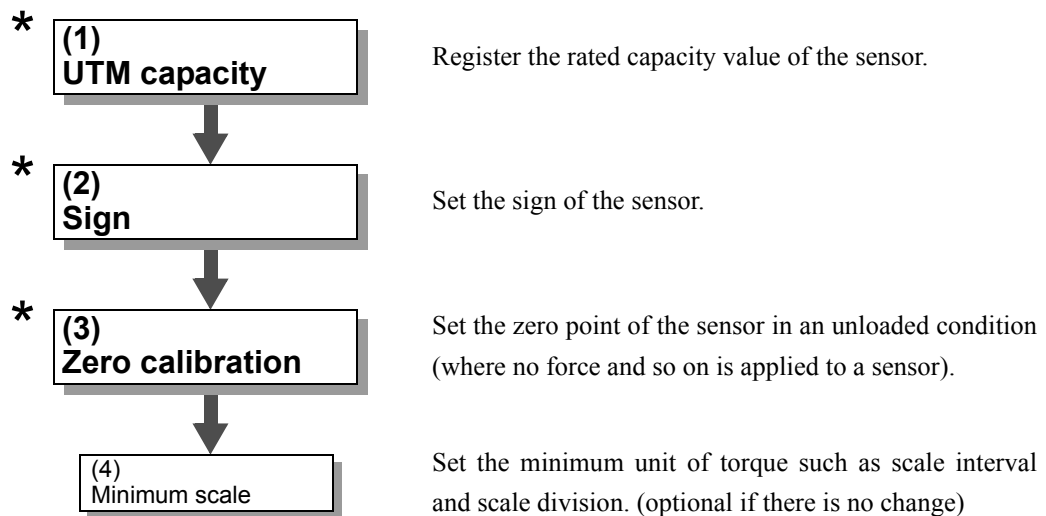 *
(1)
UTM capacity
Register the rated capacity value of the sensor.
*
(2)
Sign
Set the sign of the sensor.
*
(3)
Zero calibration
Set the zero point of the sensor in an unloaded condition
(where no force and so on is applied to a sensor).
(4)
Minimum scale
Set the minimum unit of torque such as scale interval
and scale division. (optional if there is no change)